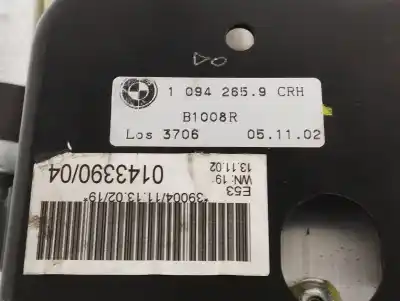 BMW
1 094 265.9 CRH
B1008R
Los 3706 05.11.02
E53
WN: 19
13.11.02
0143390/04
*39004/11.13.02/19*